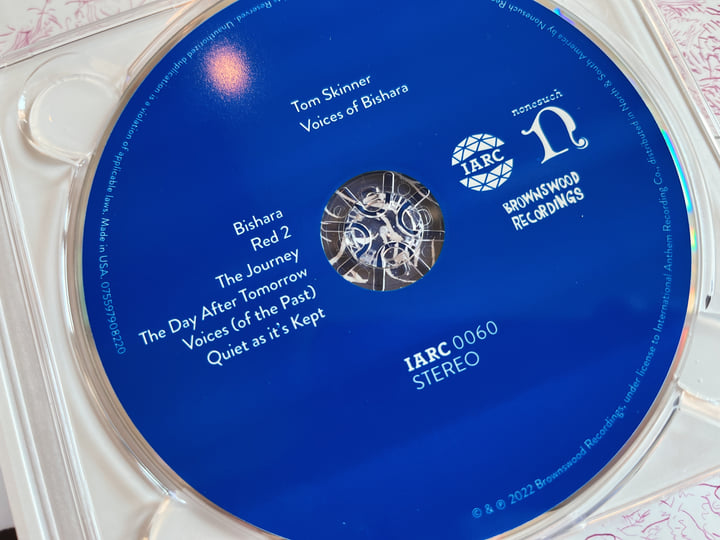 Tom Skinner
Voices of Bishara
nonesuch
IARC
BROWNSWOOD
RECORDINGS
Bishara
Red 2
The Journey
The Day After Tomorrow
Voices (of the Past)
Quiet as it's Kept
IARC 0060
STEREO
© & ℗ 2022 Brownswood Recordings, under license to International Anthem Recording Co., distributed in North & South America by Nonesuch Rec
s Reserved. Unauthorized duplication is a violation of applicable laws. Made in USA. 075597908220